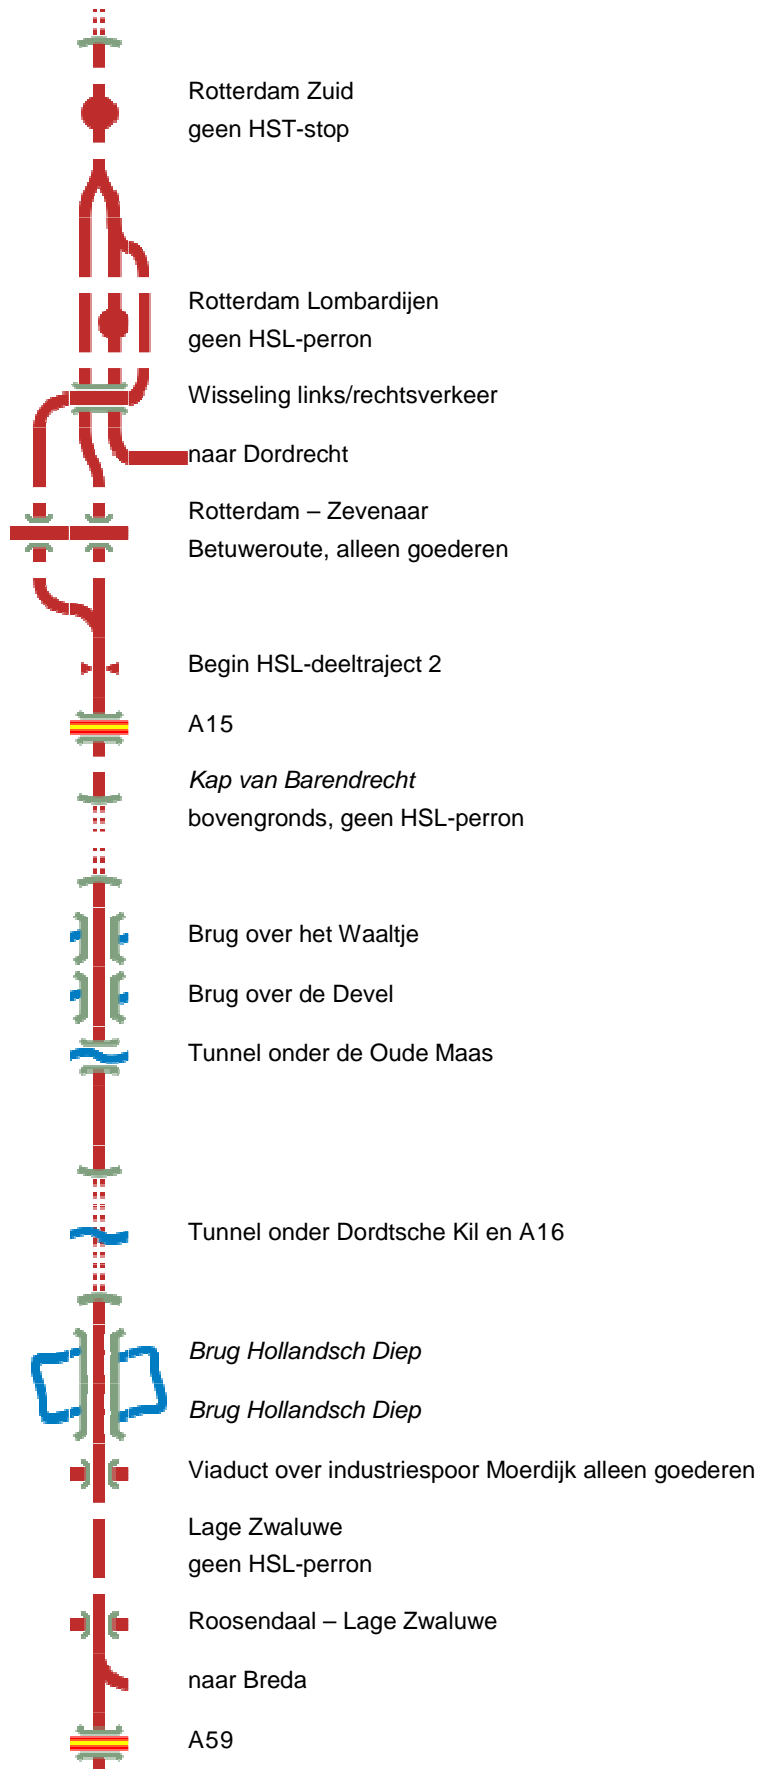 Rotterdam Zuid
geen HST-stop
Rotterdam Lombardijen
geen HSL-perron
Wisseling links/rechtsverkeer
naar Dordrecht
Rotterdam – Zevenaar
Betuweroute, alleen goederen
Begin HSL-deeltraject 2
A15
Kap van Barendrecht
bovengronds, geen HSL-perron
Brug over het Waaltje
Brug over de Devel
Tunnel onder de Oude Maas
Tunnel onder Dordtsche Kil en A16
Brug Hollandsch Diep
Brug Hollandsch Diep
Viaduct over industriespoor Moerdijk alleen goederen
Lage Zwaluwe
geen HSL-perron
Roosendaal – Lage Zwaluwe
naar Breda
A59